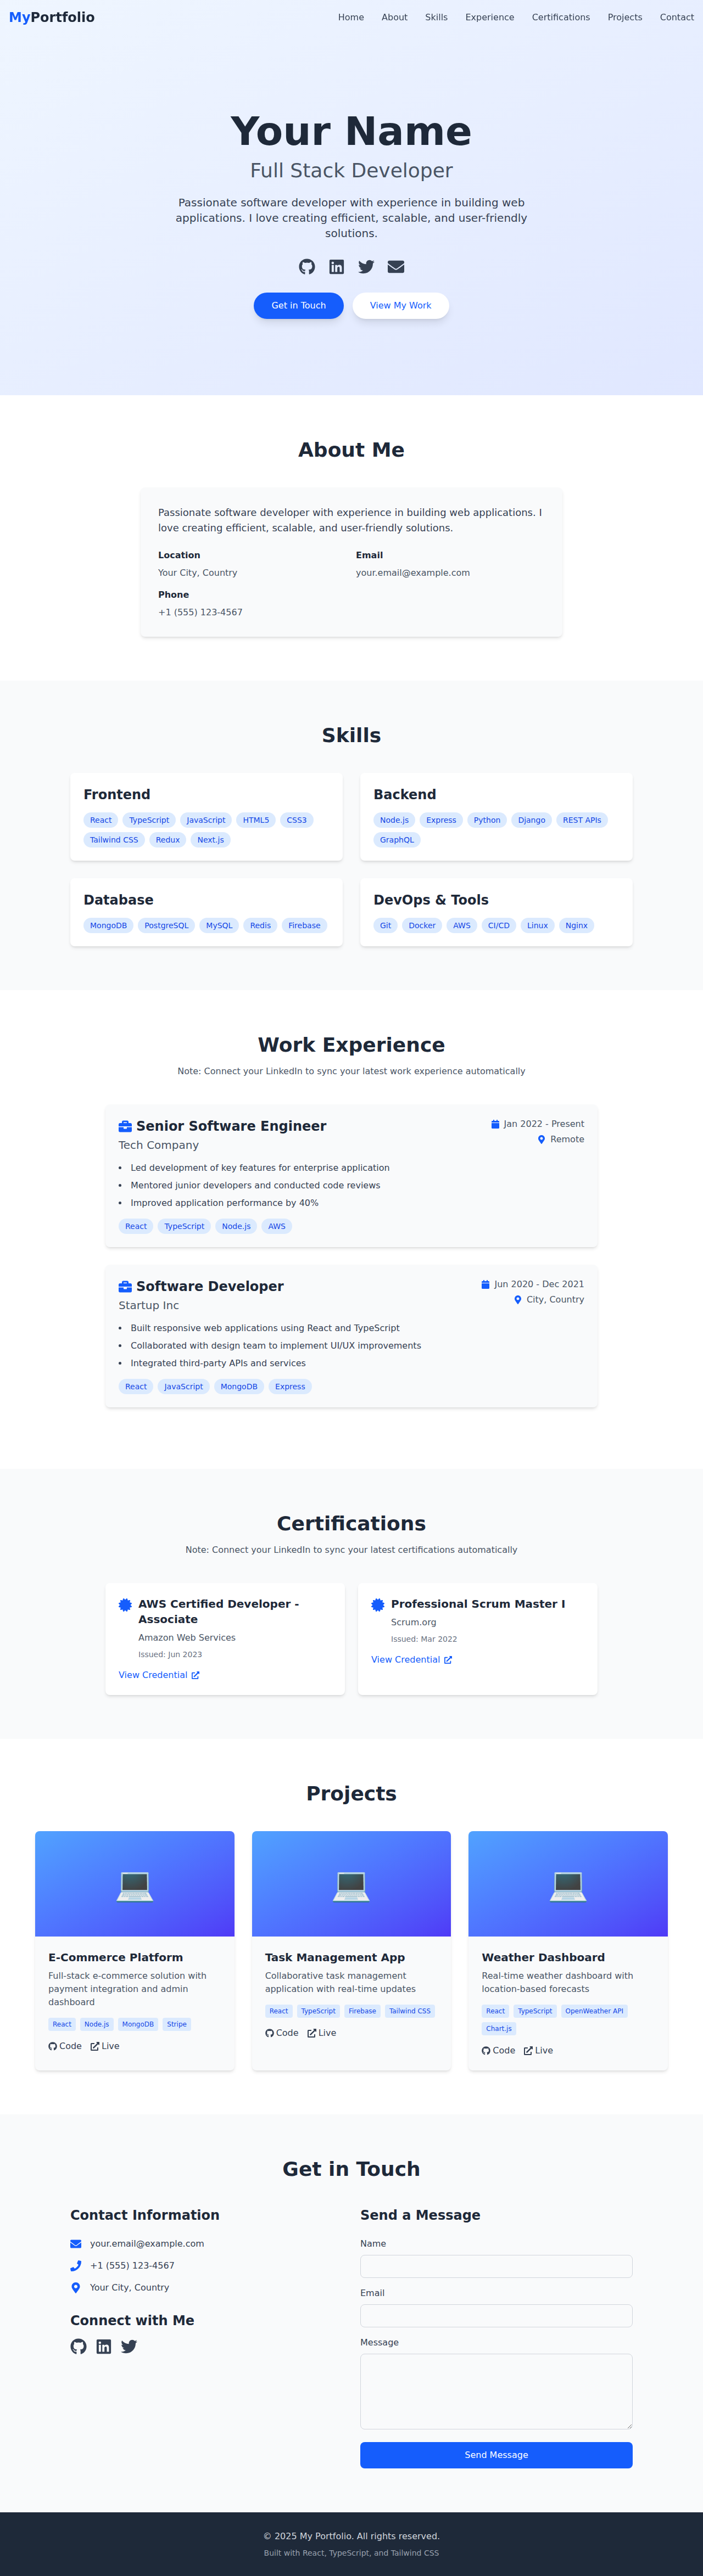 MyPortfolio
Home About Skills Experience Certifications Projects Contact
Your Name
Full Stack Developer
Passionate software developer with experience in building web
applications. I love creating efficient, scalable, and user-friendly
solutions.
Get in Touch
View My Work
About Me
Passionate software developer with experience in building web applications. I
love creating efficient, scalable, and user-friendly solutions.
Location
Your City, Country
Email
your.email@example.com
Phone
+1 (555) 123-4567
Skills
Frontend
React TypeScript JavaScript HTML5 CSS3
Tailwind CSS Redux Next.js
Backend
Node.js Express Python Django REST APIs
GraphQL
Database
MongoDB PostgreSQL MySQL Redis Firebase
DevOps & Tools
Git Docker AWS CI/CD Linux Nginx
Work Experience
Note: Connect your LinkedIn to sync your latest work experience automatically
Senior Software Engineer
Tech Company
Jan 2022 - Present
Remote
• Led development of key features for enterprise application
• Mentored junior developers and conducted code reviews
• Improved application performance by 40%
React TypeScript Node.js AWS
Software Developer
Startup Inc
Jun 2020 - Dec 2021
City, Country
• Built responsive web applications using React and TypeScript
• Collaborated with design team to implement UI/UX improvements
• Integrated third-party APIs and services
React JavaScript MongoDB Express
Certifications
Note: Connect your LinkedIn to sync your latest certifications automatically
AWS Certified Developer -
Associate
Amazon Web Services
Issued: Jun 2023
View Credential
Professional Scrum Master I
Scrum.org
Issued: Mar 2022
View Credential
Projects
E-Commerce Platform
Full-stack e-commerce solution with
payment integration and admin
dashboard
React Node.js MongoDB Stripe
Code Live
Task Management App
Collaborative task management
application with real-time updates
React TypeScript Firebase Tailwind CSS
Code Live
Weather Dashboard
Real-time weather dashboard with
location-based forecasts
React TypeScript OpenWeather API
Chart.js
Code Live
Get in Touch
Contact Information
your.email@example.com
+1 (555) 123-4567
Your City, Country
Connect with Me
Send a Message
Name
Email
Message
Send Message
© 2025 My Portfolio. All rights reserved.
Built with React, TypeScript, and Tailwind CSS